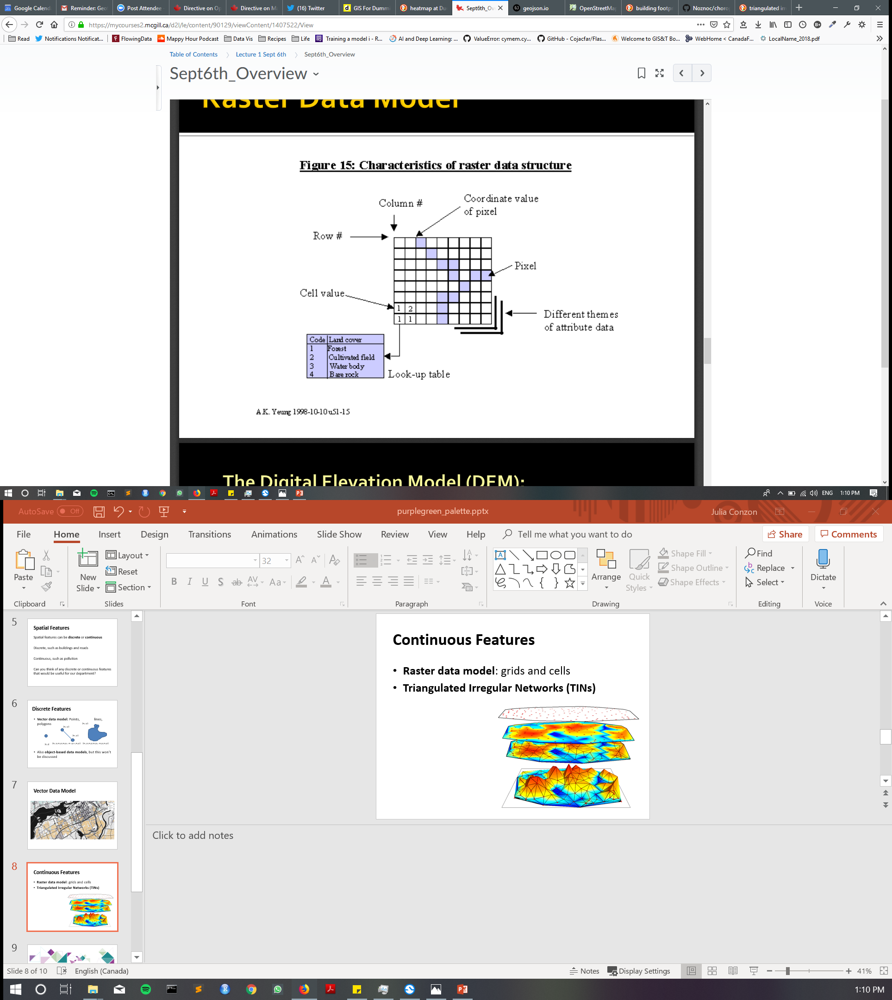 Google Calend
Reminder: Geo
Post Attendee
Directive on Op
Directive on Ma
(16) Twitter
GIS For Dummi
heatmap at Du
Sept6th_Ov
geojson.io
OpenStreetMap
building footpr
Noznoc/chorop
triangulated irr
https://mycourses2.mcgill.ca/d2l/le/content/90129/viewContent/1407522/View
Read
Notifications Notificat...
FlowingData
Mappy Hour Podcast
Data Vis
Recipes
Life
Training a model i - R...
AI and Deep Learning: ...
ValueError: cymem.cy...
GitHub - Cojacfar/Flas...
Welcome to GIS&T Bo...
WebHome < CanadaF...
LocalName_2018.pdf
Table of Contents
Lecture 1 Sept 6th
Sept6th_Overview
Sept6th_Overview
Raster Data Model
Figure 15: Characteristics of raster data structure
Column #
Coordinate value
of pixel
Row #
Pixel
Cell value
1 2
1 1
Different themes
of attribute data
Code Land cover
1 Forest
2 Cultivated field
3 Water body
4 Bare rock
Look-up table
A.K. Yeung 1998-10-10 u51-15
The Digital Elevation Model (DEM):
ENG
1:10 PM
AutoSave Off
purplegreen_palette.pptx
Julia Conzon
File
Home
Insert
Design
Transitions
Animations
Slide Show
Review
View
Help
Tell me what you want to do
Share
Comments
Paste
New
Slide
Layout
Reset
Section
32
B I U S ab AV Aa A
Arrange
Quick
Styles
Shape Fill
Shape Outline
Shape Effects
Find
Replace
Select
Dictate
Clipboard
Slides
Font
Paragraph
Drawing
Editing
Voice
5
Spatial Features
Spatial features can be discrete or continuous
Discrete, such as buildings and roads
Continuous, such as pollution
Can you think of any discrete or continuous features
that would be useful for our department?
6
Discrete Features
• Vector data model: Points, lines,
polygons
• Also object-based data models, but this won't
be discussed
7
Vector Data Model
8
Continuous Features
• Raster data model: grids and cells
• Triangulated Irregular Networks (TINs)
9
Continuous Features
• Raster data model: grids and cells
• Triangulated Irregular Networks (TINs)
Click to add notes
Slide 8 of 10
English (Canada)
Notes
Display Settings
41%
1:10 PM